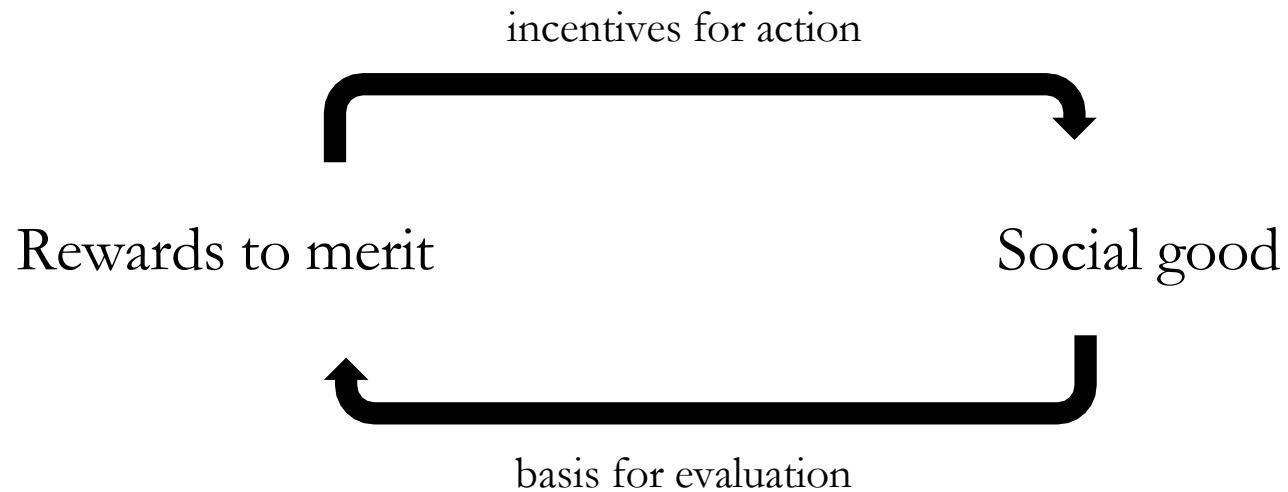 incentives for action
Rewards to merit
Social good
basis for evaluation